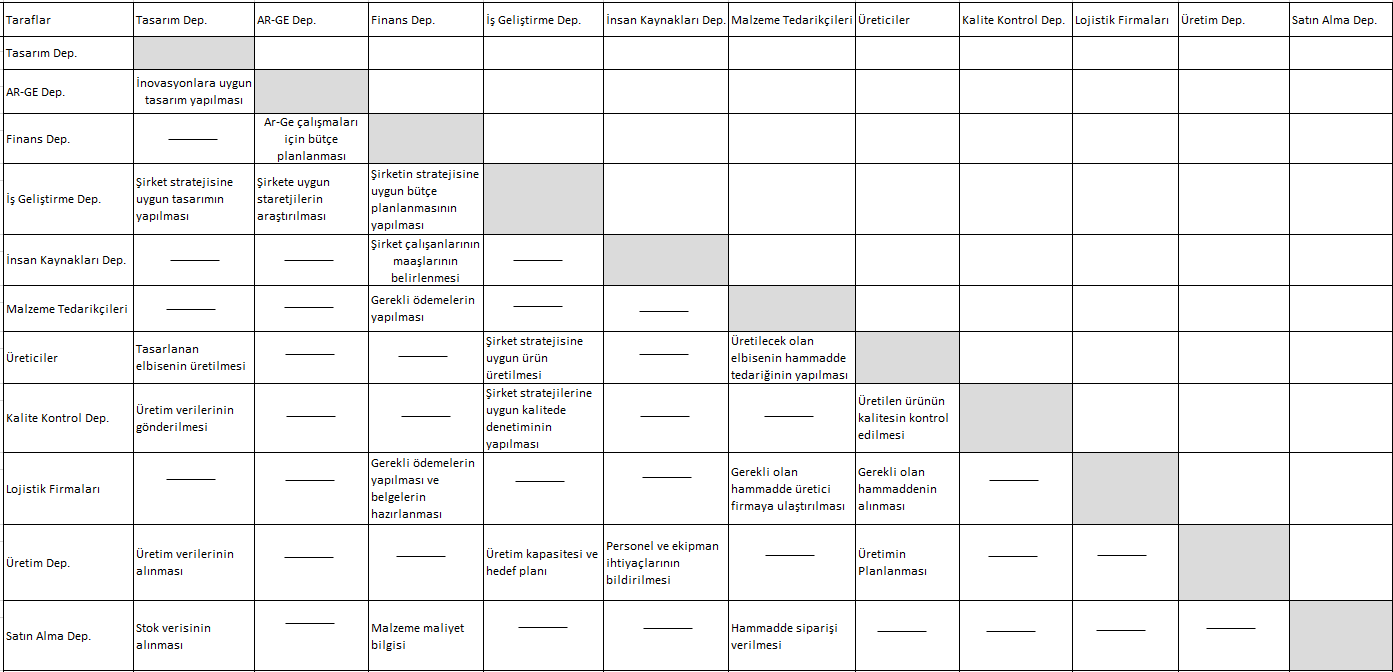 Taraflar
Tasarım Dep.
AR-GE Dep.
Finans Dep.
İş Geliştirme Dep.
İnsan Kaynakları Dep.
Malzeme Tedarikçileri
Üreticiler
Kalite Kontrol Dep.
Lojistik Firmaları
Üretim Dep.
Satın Alma Dep.
Tasarım Dep.
AR-GE Dep.
İnovasyonlara uygun
tasarım yapılması
Finans Dep.
Ar-Ge çalışmaları
için bütçe
planlanması
İş Geliştirme Dep.
Şirket stratejisine
uygun tasarımın
yapılması
Şirkete uygun
staretjilerin
araştırılması
Şirketin stratejisine
uygun bütçe
planlanmasının
yapılması
İnsan Kaynakları Dep.
Şirket çalışanlarının
maaşlarının
belirlenmesi
Malzeme Tedarikçileri
Gerekli ödemelerin
yapılması
Üreticiler
Tasarlanan
elbisenin üretilmesi
Şirket stratejisine
uygun ürün
üretilmesi
Üretilecek olan
elbisenin hammadde
tedariğinin yapılması
Kalite Kontrol Dep.
Üretim verilerinin
gönderilmesi
Şirket stratejilerine
uygun kalitede
denetiminin
yapılması
Üretilen ürünün
kalitesin kontrol
edilmesi
Lojistik Firmaları
Gerekli ödemelerin
yapılması ve
belgelerin
hazırlanması
Gerekli olan
hammadde üretici
firmaya ulaştırılması
Gerekli olan
hammaddenin
alınması
Üretim Dep.
Üretim verilerinin
alınması
Üretim kapasitesi ve
hedef planı
Personel ve ekipman
ihtiyaçlarının
bildirilmesi
Üretimin
Planlanması
Satın Alma Dep.
Stok verisinin
alınması
Malzeme maliyet
bilgisi
Hammadde siparişi
verilmesi